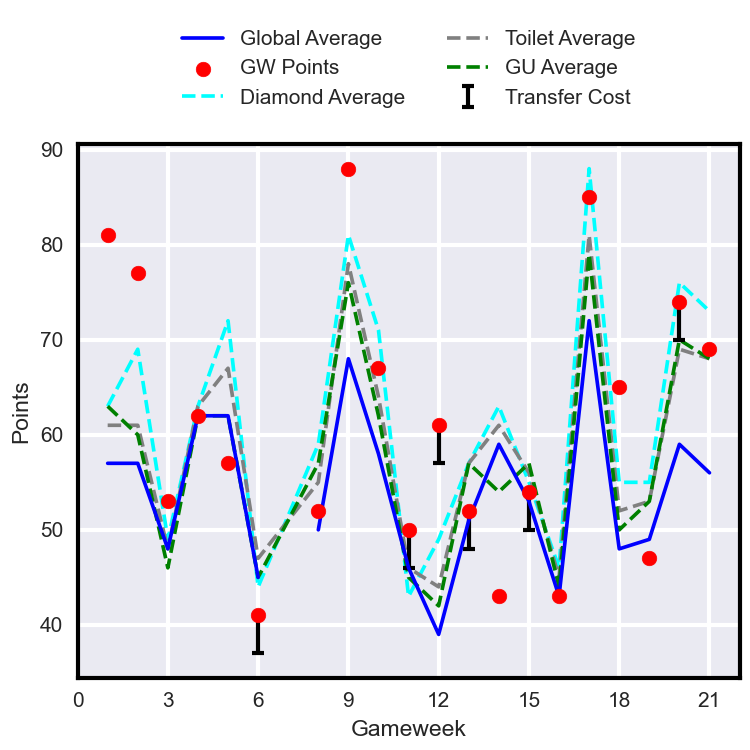 Global Average
GW Points
Diamond Average
Toilet Average
GU Average
Transfer Cost
90
80
70
60
50
40
Points
0 3 6 9 12 15 18 21
Gameweek